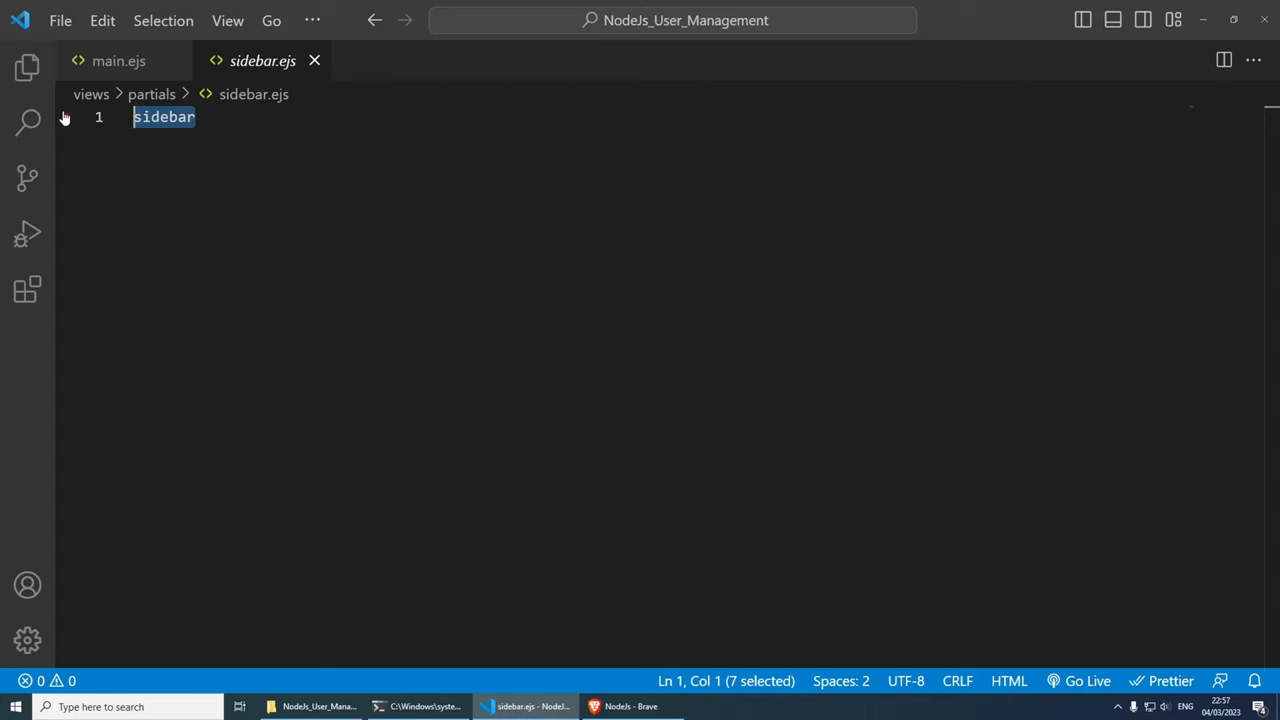 File Edit Selection View Go ··· NodeJs_User_Management
main.ejs sidebar.ejs
views > partials > sidebar.ejs
1 sidebar
0 0 Ln 1, Col 1 (7 selected) Spaces: 2 UTF-8 CRLF HTML Go Live Prettier
Type here to search NodeJs_User_Mana... C:\Windows\syste... sidebar.ejs - NodeJ... NodeJs - Brave ENG 22:57
04/03/2023
4